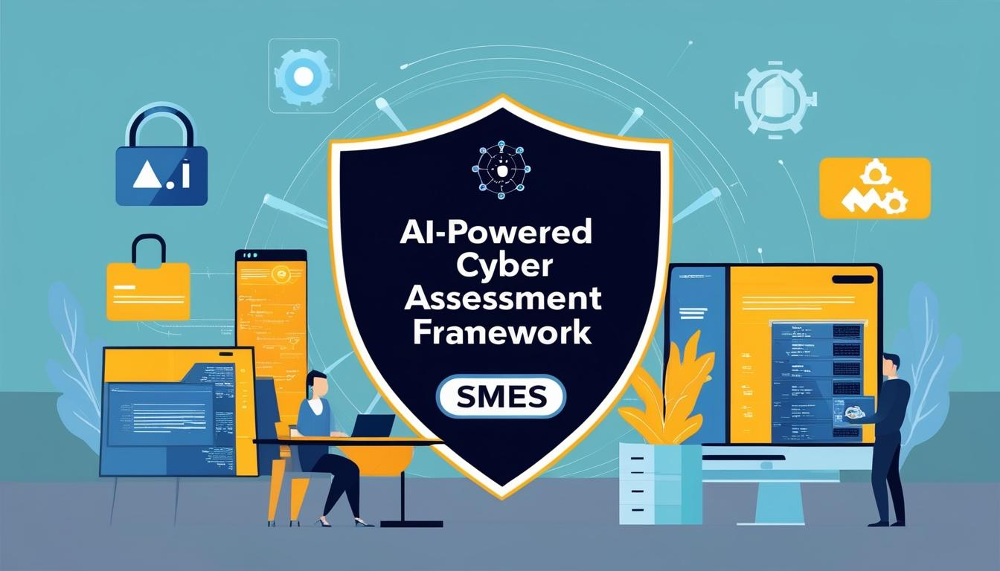 A.i
AI-Powered
Cyber
Assessment
Framework
SMES